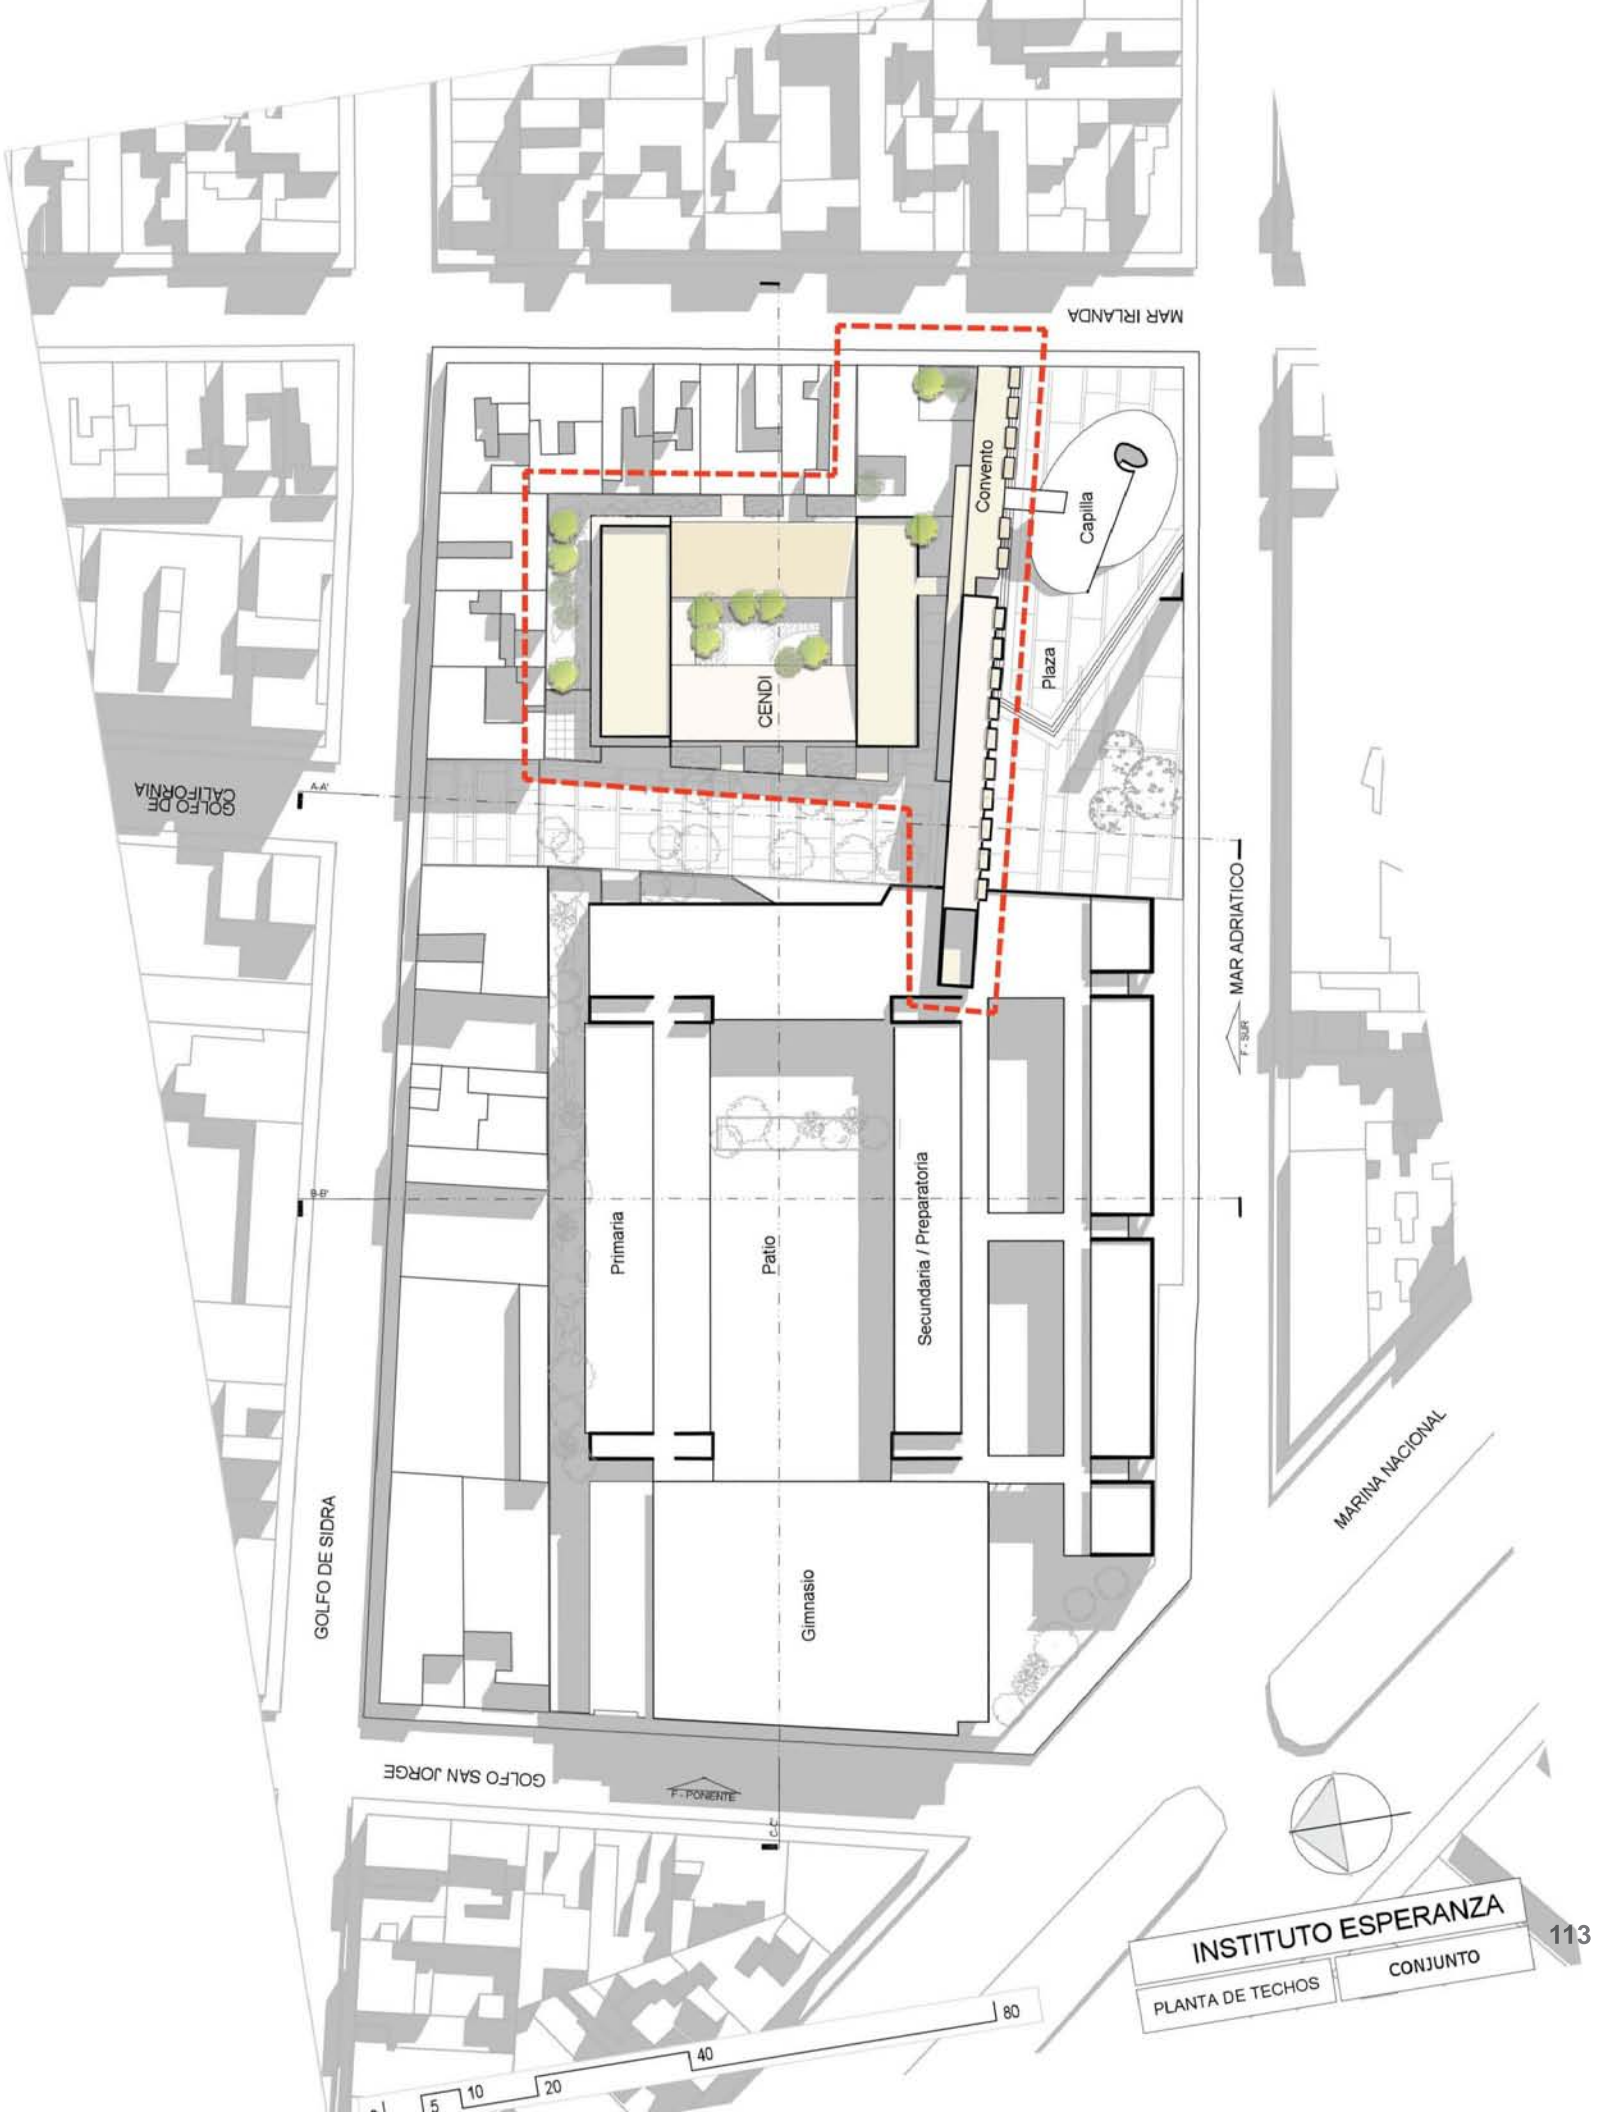 MAR IRLANDA
Convento
Capilla
CENDI
Plaza
GOLFO DE
CALIFORNIA
A-A'
MAR ADRIATICO
F - SUR
B-B'
Primaria
Patio
Secundaria / Preparatoria
GOLFO DE SIDRA
MARINA NACIONAL
Gimnasio
GOLFO SAN JORGE
F - PONIENTE
C-C'
INSTITUTO ESPERANZA
PLANTA DE TECHOS
CONJUNTO
113
5
10
20
40
80